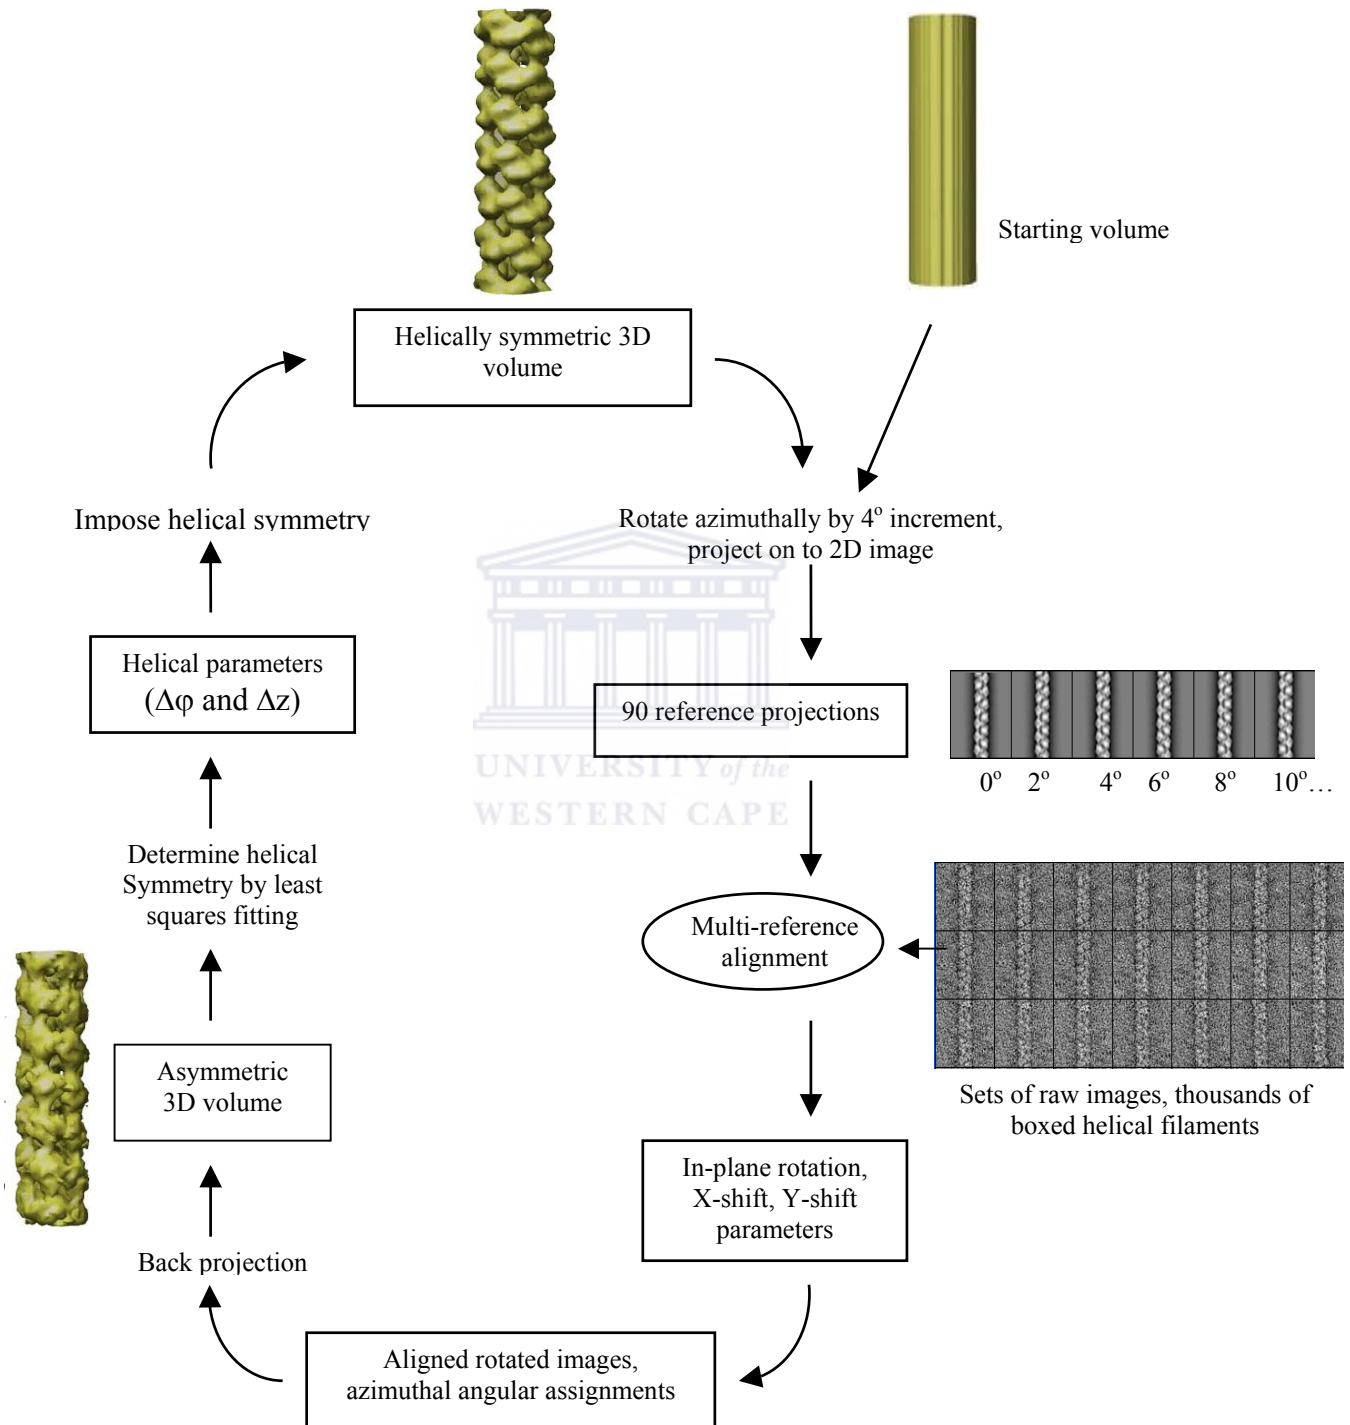 Starting volume
Helically symmetric 3D
volume
Impose helical symmetry
Rotate azimuthally by 4° increment,
project on to 2D image
Helical parameters
(Δφ and Δz)
90 reference projections
0° 2° 4° 6° 8° 10°…
UNIVERSITY of the
WESTERN CAPE
Determine helical
Symmetry by least
squares fitting
Multi-reference
alignment
Asymmetric
3D volume
Sets of raw images, thousands of
boxed helical filaments
In-plane rotation,
X-shift, Y-shift
parameters
Back projection
Aligned rotated images,
azimuthal angular assignments